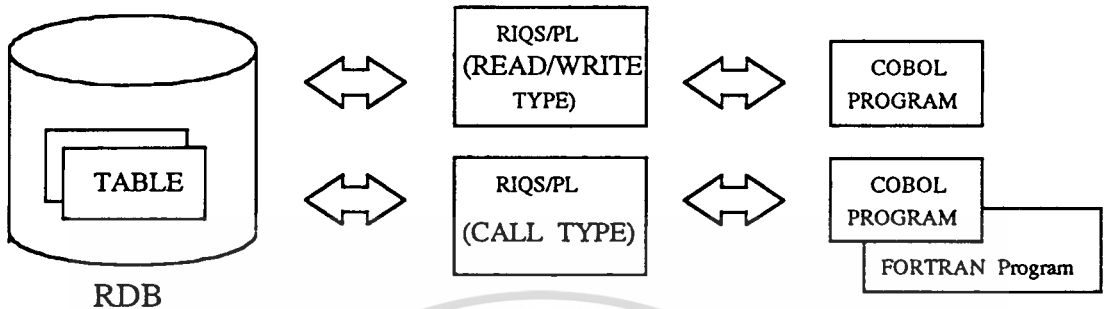 RIQS/PL
(READ/WRITE
TYPE)
COBOL
PROGRAM
TABLE
RIQS/PL
(CALL TYPE)
COBOL
PROGRAM
FORTRAN Program
RDB